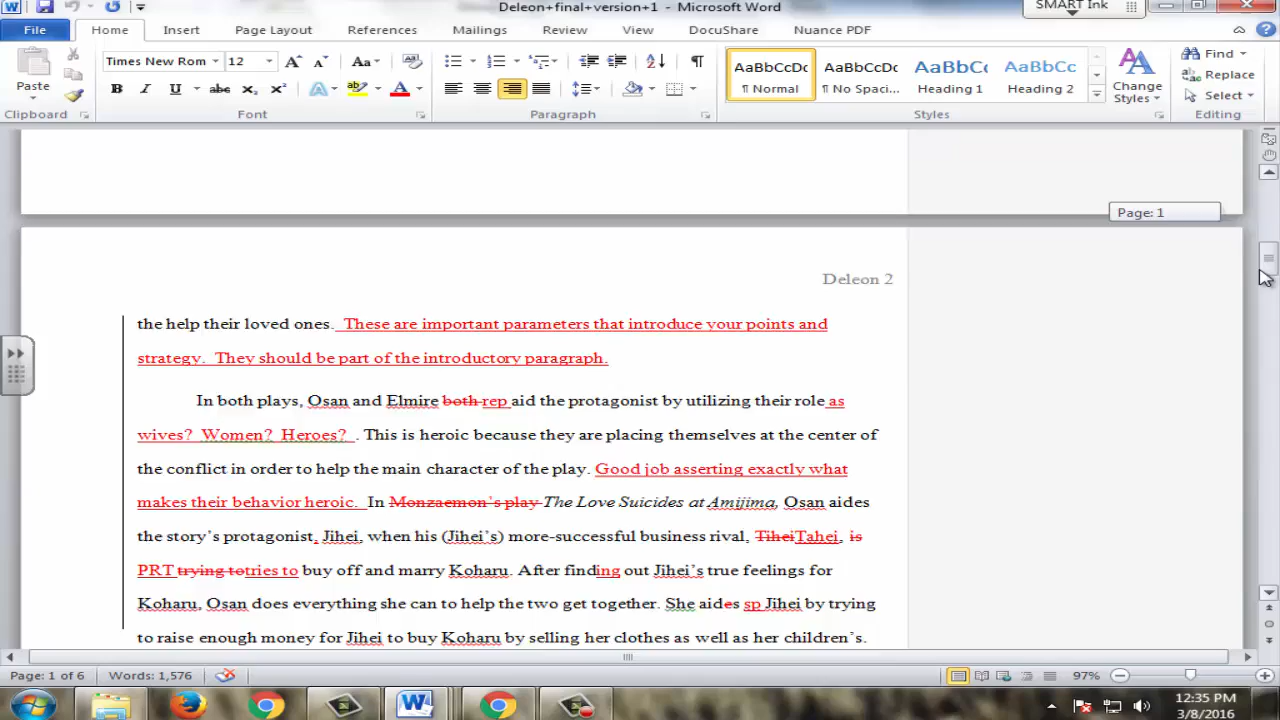 Deleon+final+version+1 - Microsoft Word
SMART Ink
File Home Insert Page Layout References Mailings Review View DocuShare Nuance PDF
Paste
Times New Rom 12
Aa
AaBbCcDc AaBbCcDc AaBbC AaBbCc
¶ Normal ¶ No Spaci... Heading 1 Heading 2
Change Styles
Find
Replace
Select
B I U abc x₂ x² A ab A
Clipboard Font Paragraph Styles Editing
Page: 1
Deleon 2
the help their loved ones. These are important parameters that introduce your points and
strategy. They should be part of the introductory paragraph.
In both plays, Osan and Elmire both rep aid the protagonist by utilizing their role as
wives? Women? Heroes? . This is heroic because they are placing themselves at the center of
the conflict in order to help the main character of the play. Good job asserting exactly what
makes their behavior heroic. In Monzaemon's play The Love Suicides at Amijima, Osan aides
the story's protagonist, Jihei, when his (Jihei's) more-successful business rival, TiheiTahei, is
PRT trying totries to buy off and marry Koharu. After finding out Jihei's true feelings for
Koharu, Osan does everything she can to help the two get together. She aides sp Jihei by trying
to raise enough money for Jihei to buy Koharu by selling her clothes as well as her children's.
Page: 1 of 6 Words: 1,576 97%
12:35 PM
3/8/2016